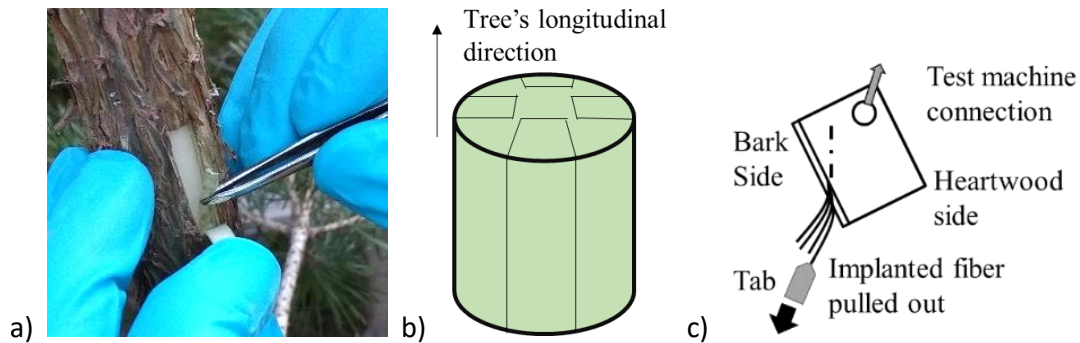 a)
b)
Tree's longitudinal
direction
c)
Bark
Side
Test machine
connection
Heartwood
side
Tab
Implanted fiber
pulled out